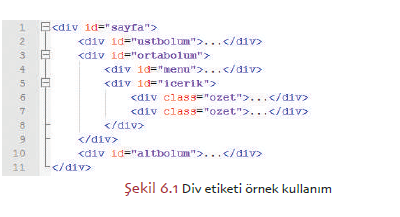 1 <div id="sayfa">
2 <div id="ustbolum">...</div>
3 <div id="ortabolum">
4 <div id="menu">...</div>
5 <div id="icerik">
6 <div class="ozet">...</div>
7 <div class="ozet">...</div>
8 </div>
9 </div>
10 <div id="altbolum">...</div>
11 </div>
Şekil 6.1 Div etiketi örnek kullanım